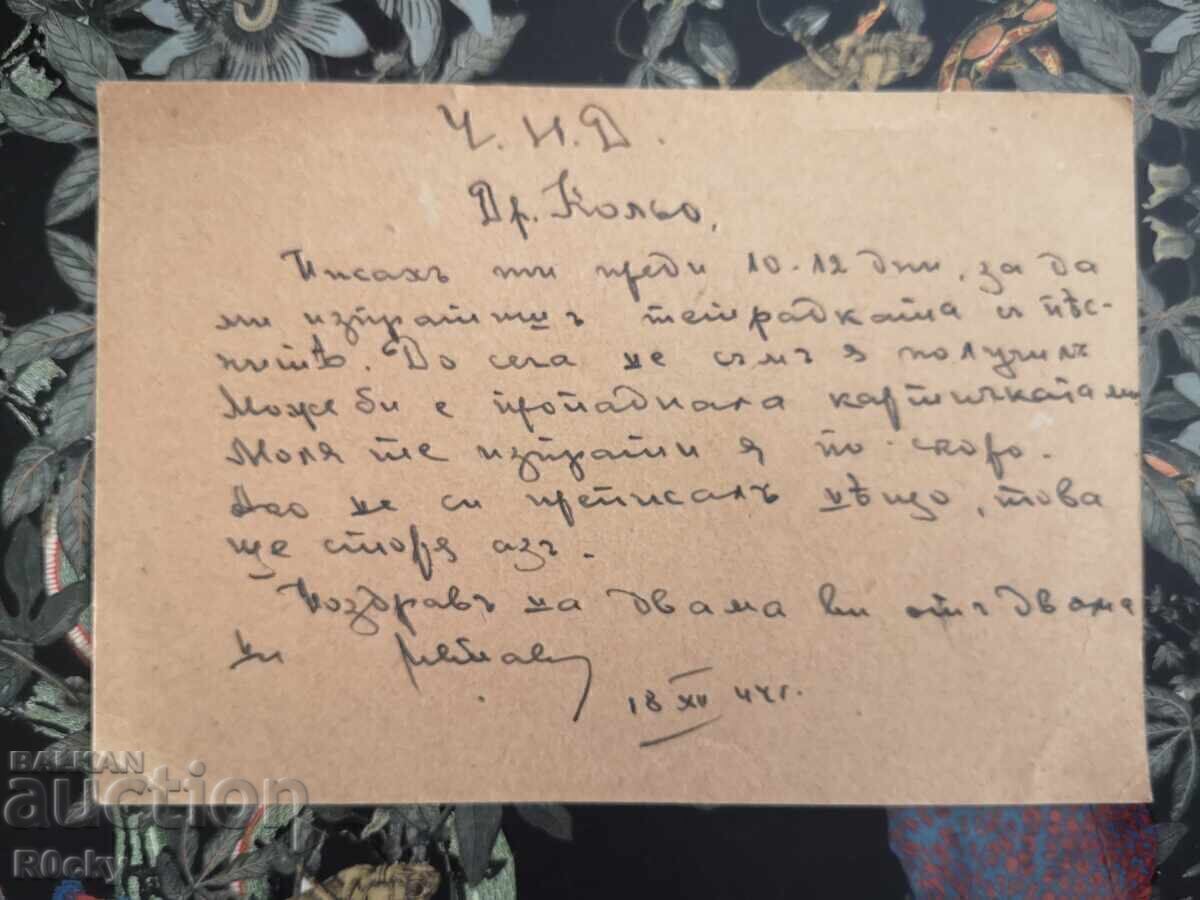 Ч.Н.Д.
Др. Кольо,
Писахъ ти преди 10-12 дни, за да
ми изпратишъ тетрадката съ пѣс-
нитѣ. До сега не съмъ я получилъ
Може би е пропаднала картичката ми
Моля те изпрати я по скоро.
Ако не си преписалъ нѣщо, това
ще сторя азъ.
Поздравъ на двама ви отъ двама
ни
18 XII 44 г.
BALKAN
auction
R0cky